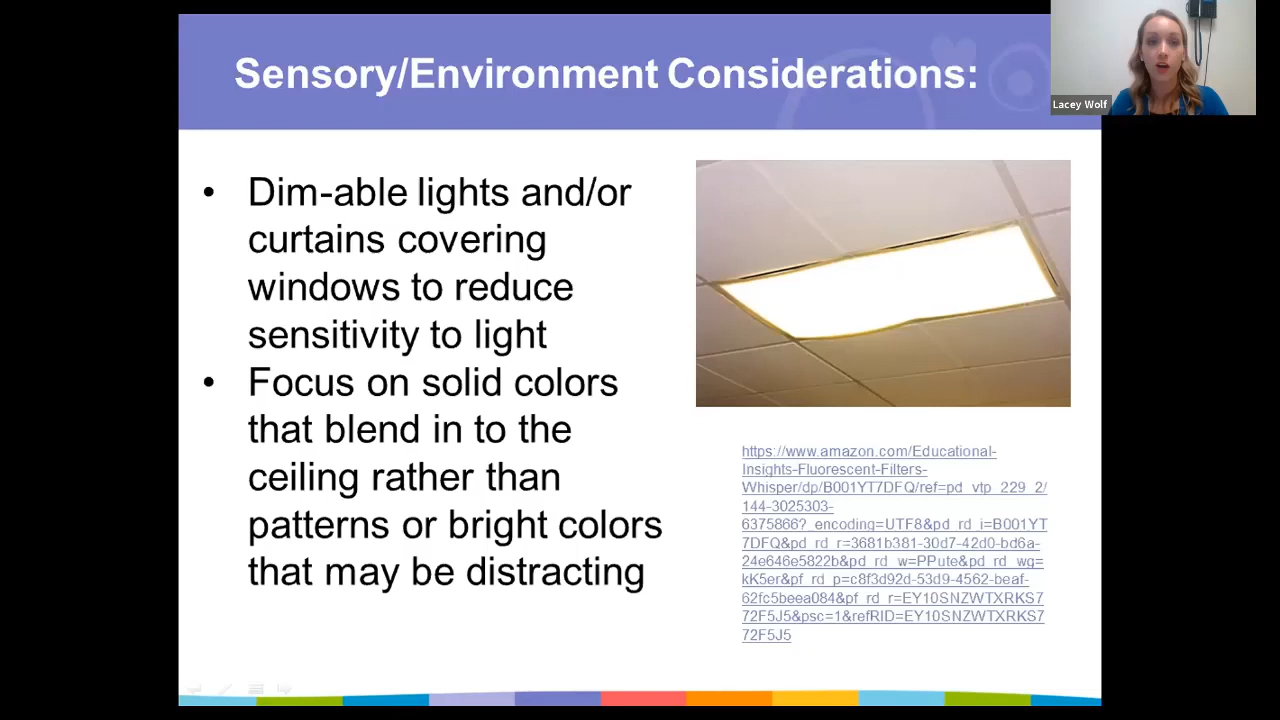 Sensory/Environment Considerations:
Lacey Wolf
• Dim-able lights and/or
curtains covering
windows to reduce
sensitivity to light
• Focus on solid colors
that blend in to the
ceiling rather than
patterns or bright colors
that may be distracting
https://www.amazon.com/Educational-
Insights-Fluorescent-Filters-
Whisper/dp/B001YT7DFQ/ref=pd_vtp_229_2/
144-3025303-
6375866?_encoding=UTF8&pd_rd_i=B001YT
7DFQ&pd_rd_r=3681b381-30d7-42d0-bd6a-
24e646e5822b&pd_rd_w=PPute&pd_rd_wg=
kK5er&pf_rd_p=c8f3d92d-53d9-4562-beaf-
62fc5beea084&pf_rd_r=EY10SNZWTXRKS7
72F5J5&psc=1&refRID=EY10SNZWTXRKS7
72F5J5